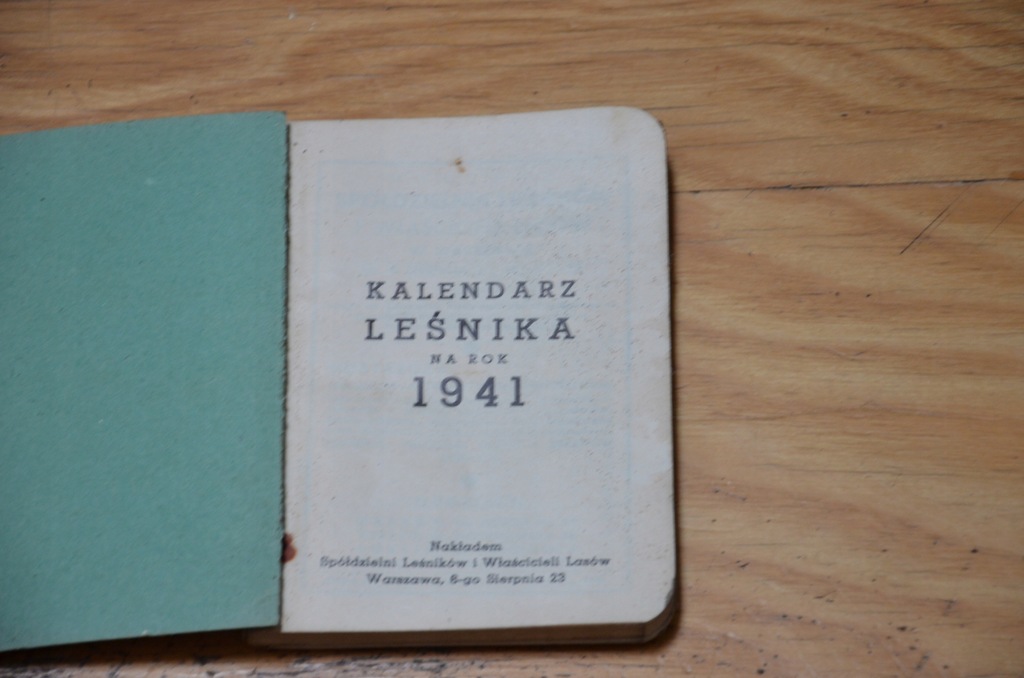 KALENDARZ
LEŚNIKA
NA ROK
1941
Nakładem
Spółdzielni Leśników i Właścicieli Lasów
Warszawa, 6-go Sierpnia 23